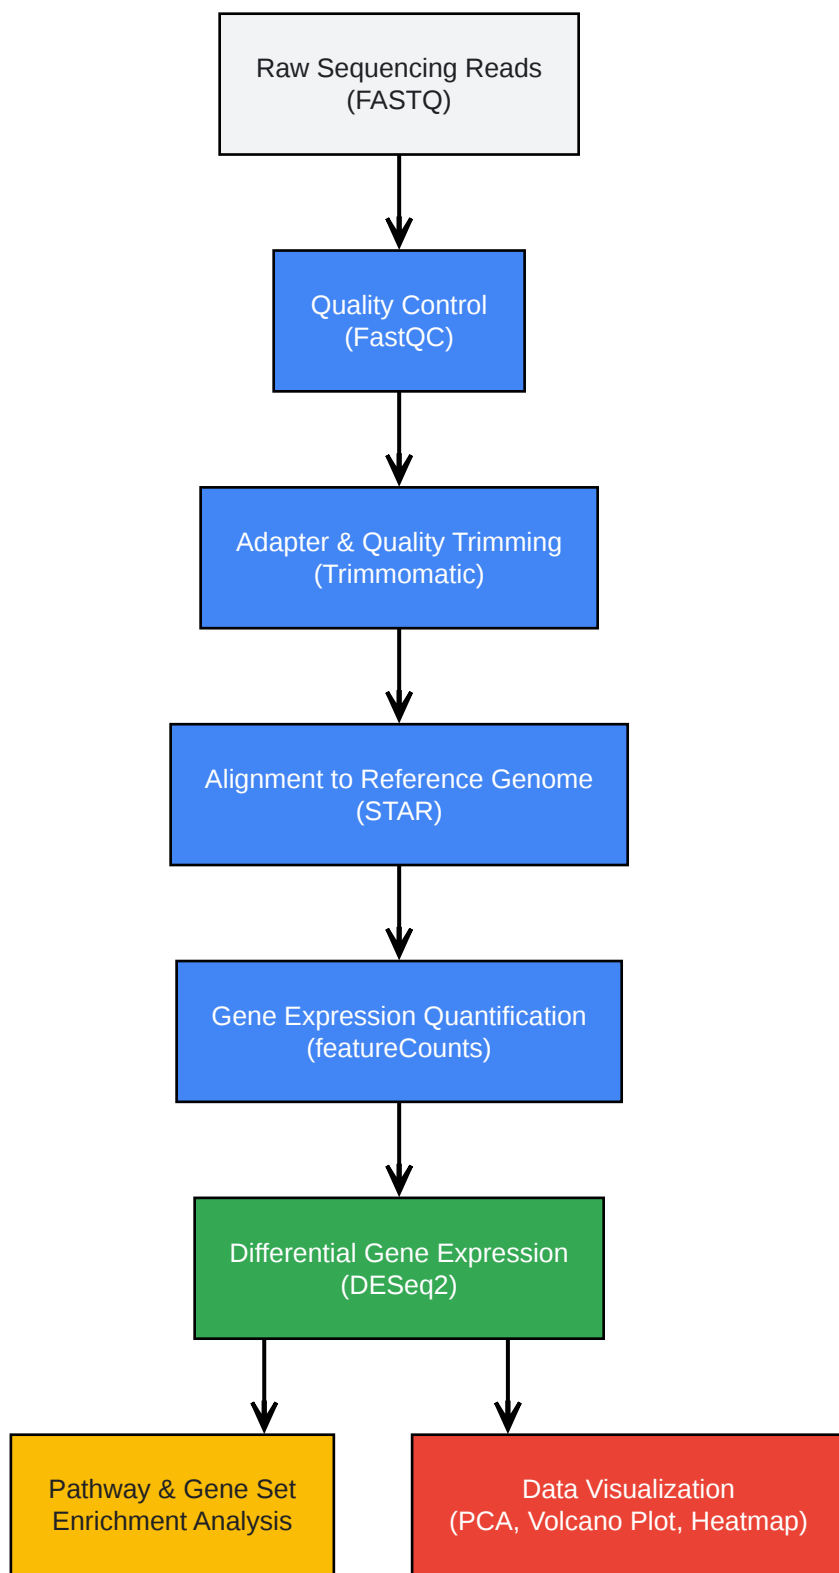 Raw Sequencing Reads
(FASTQ)
Quality Control
(FastQC)
Adapter & Quality Trimming
(Trimmomatic)
Alignment to Reference Genome
(STAR)
Gene Expression Quantification
(featureCounts)
Differential Gene Expression
(DESeq2)
Pathway & Gene Set
Enrichment Analysis
Data Visualization
(PCA, Volcano Plot, Heatmap)